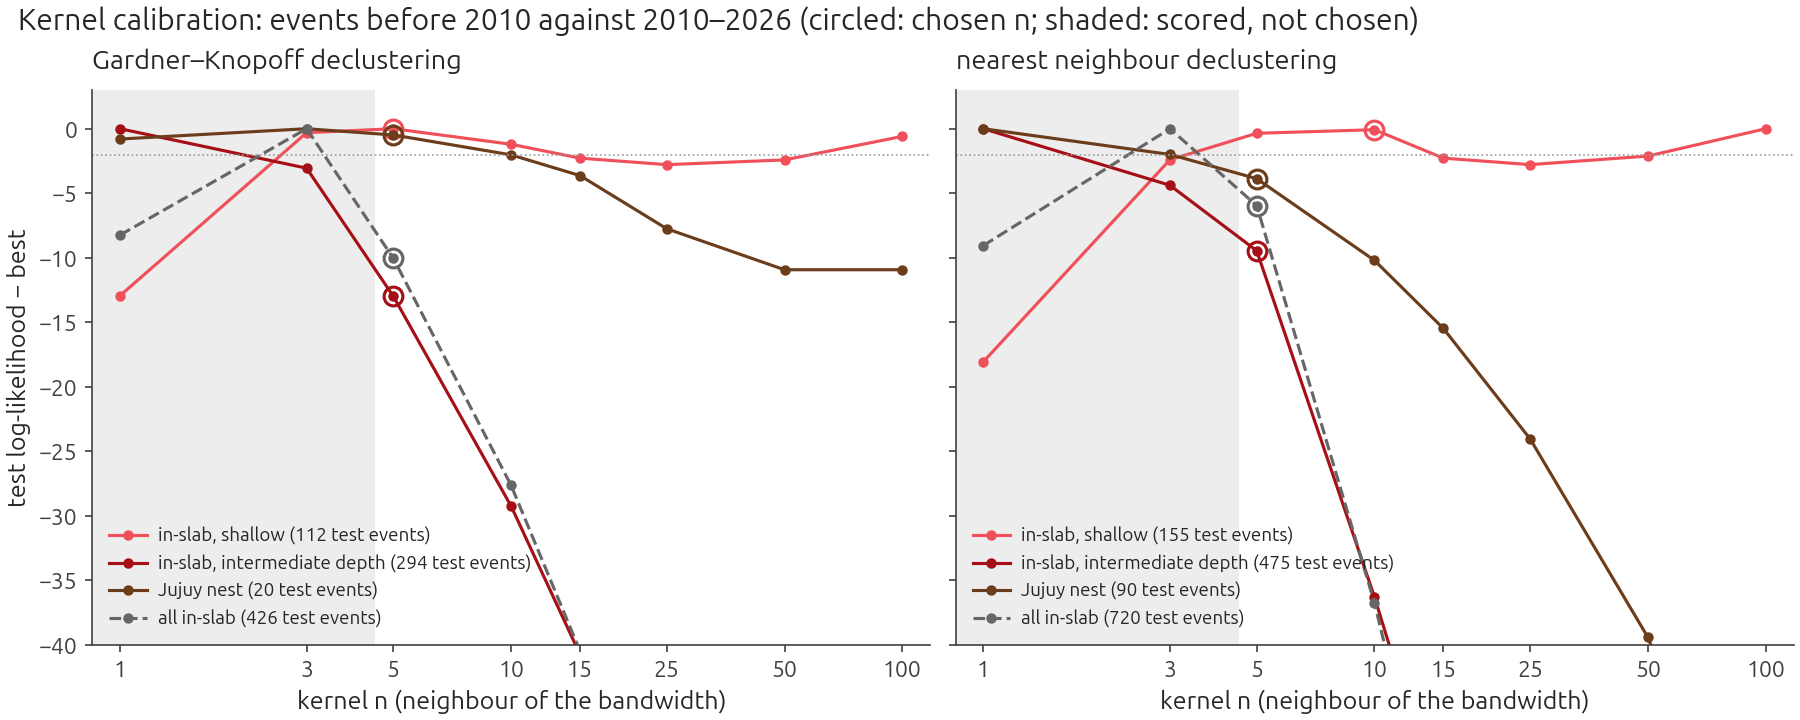 Kernel calibration: events before 2010 against 2010–2026 (circled: chosen n; shaded: scored, not chosen)
Gardner–Knopoff declustering
nearest neighbour declustering
test log-likelihood − best
0
−5
−10
−15
−20
−25
−30
−35
−40
in-slab, shallow (112 test events)
in-slab, intermediate depth (294 test events)
Jujuy nest (20 test events)
all in-slab (426 test events)
1
3
5
10
15
25
50
100
kernel n (neighbour of the bandwidth)
in-slab, shallow (155 test events)
in-slab, intermediate depth (475 test events)
Jujuy nest (90 test events)
all in-slab (720 test events)
1
3
5
10
15
25
50
100
kernel n (neighbour of the bandwidth)